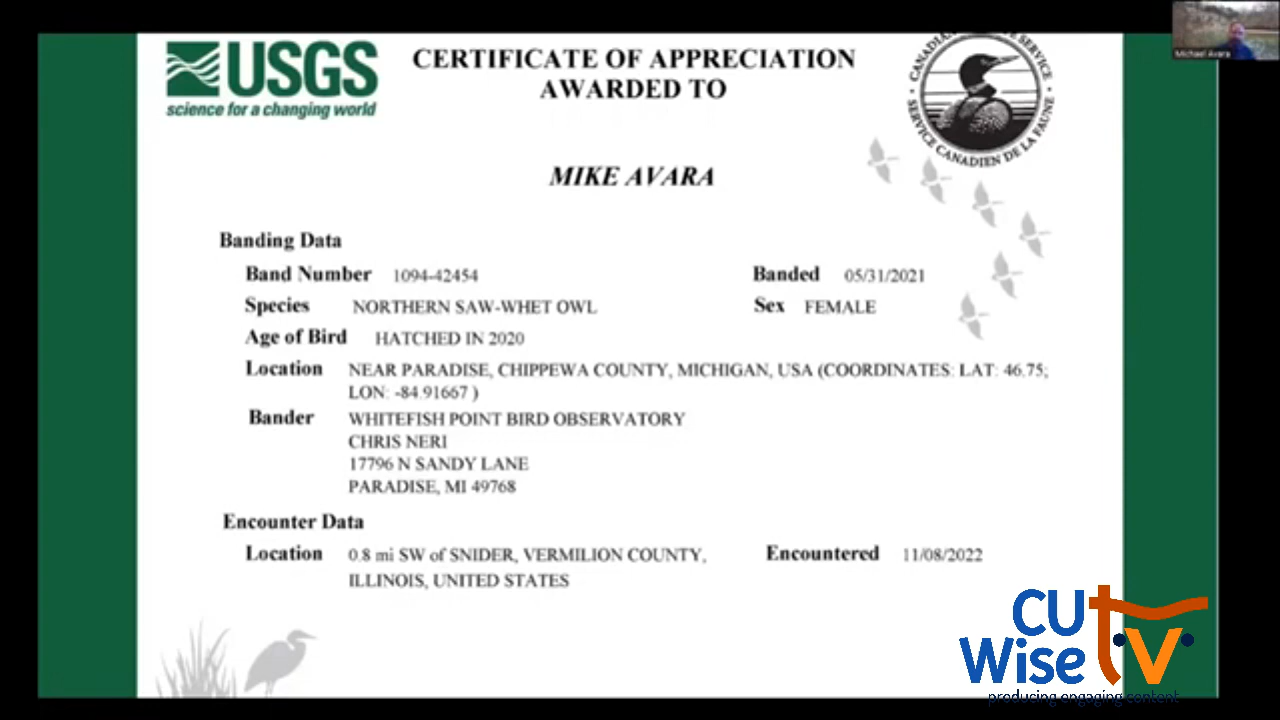 USGS
science for a changing world
CERTIFICATE OF APPRECIATION
AWARDED TO
SERVICE CANADIEN DE LA FAUNE
Michael Avara
MIKE AVARA
Banding Data
Band Number 1094-42454 Banded 05/31/2021
Species NORTHERN SAW-WHET OWL Sex FEMALE
Age of Bird HATCHED IN 2020
Location NEAR PARADISE, CHIPPEWA COUNTY, MICHIGAN, USA (COORDINATES: LAT: 46.75;
LON: -84.91667 )
Bander WHITEFISH POINT BIRD OBSERVATORY
CHRIS NERI
17796 N SANDY LANE
PARADISE, MI 49768
Encounter Data
Location 0.8 mi SW of SNIDER, VERMILION COUNTY, Encountered 11/08/2022
ILLINOIS, UNITED STATES
CU
Wise tv
producing engaging content